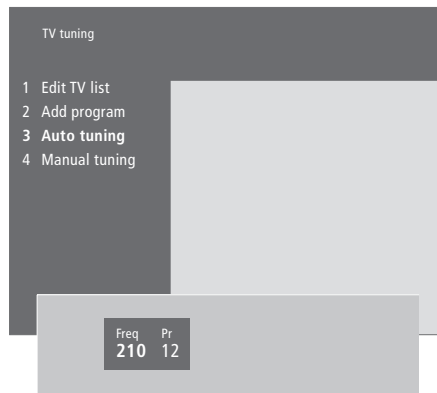 TV tuning
1 Edit TV list
2 Add program
3 Auto tuning
4 Manual tuning
Freq Pr
210 12